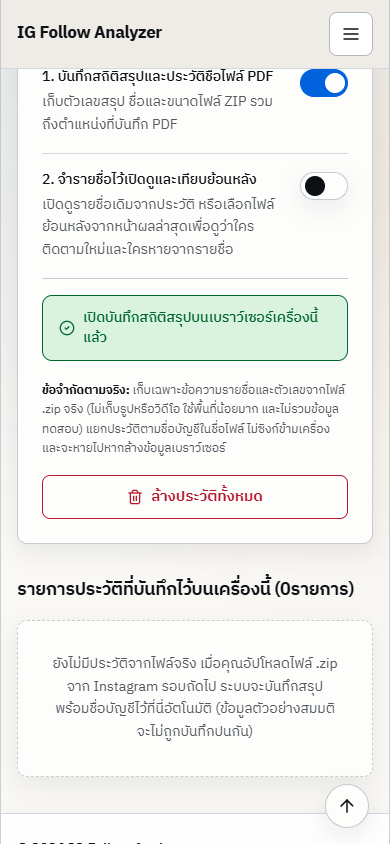 IG Follow Analyzer
1. บันทึกสถิติสรุปและประวัติชื่อไฟล์ PDF
เก็บตัวเลขสรุป ชื่อและขนาดไฟล์ ZIP รวม
ถึงตำแหน่งที่บันทึก PDF
2. จำรายชื่อไว้เปิดดูและเทียบย้อนหลัง
เปิดดูรายชื่อเดิมจากประวัติ หรือเลือกไฟล์
ย้อนหลังจากหน้าผลล่าสุดเพื่อดูว่าใคร
ติดตามใหม่และใครหายจากรายชื่อ
เปิดบันทึกสถิติสรุปบนเบราว์เซอร์เครื่องนี้
แล้ว
ข้อจำกัดตามจริง: เก็บเฉพาะข้อความรายชื่อและตัวเลขจากไฟล์
.zip จริง (ไม่เก็บรูปหรือวิดีโอ ใช้พื้นที่น้อยมาก และไม่รวมข้อมูล
ทดสอบ) แยกประวัติตามชื่อบัญชีในชื่อไฟล์ ไม่ซิงก์ข้ามเครื่อง
และจะหายไปหากล้างข้อมูลเบราว์เซอร์
ล้างประวัติทั้งหมด
รายการประวัติที่บันทึกไว้บนเครื่องนี้ (0รายการ)
ยังไม่มีประวัติจากไฟล์จริง เมื่อคุณอัปโหลดไฟล์ .zip
จาก Instagram รอบถัดไป ระบบจะบันทึกสรุป
พร้อมชื่อบัญชีไว้ที่นี่อัตโนมัติ (ข้อมูลตัวอย่างสมมติ
จะไม่ถูกบันทึกปนกัน)